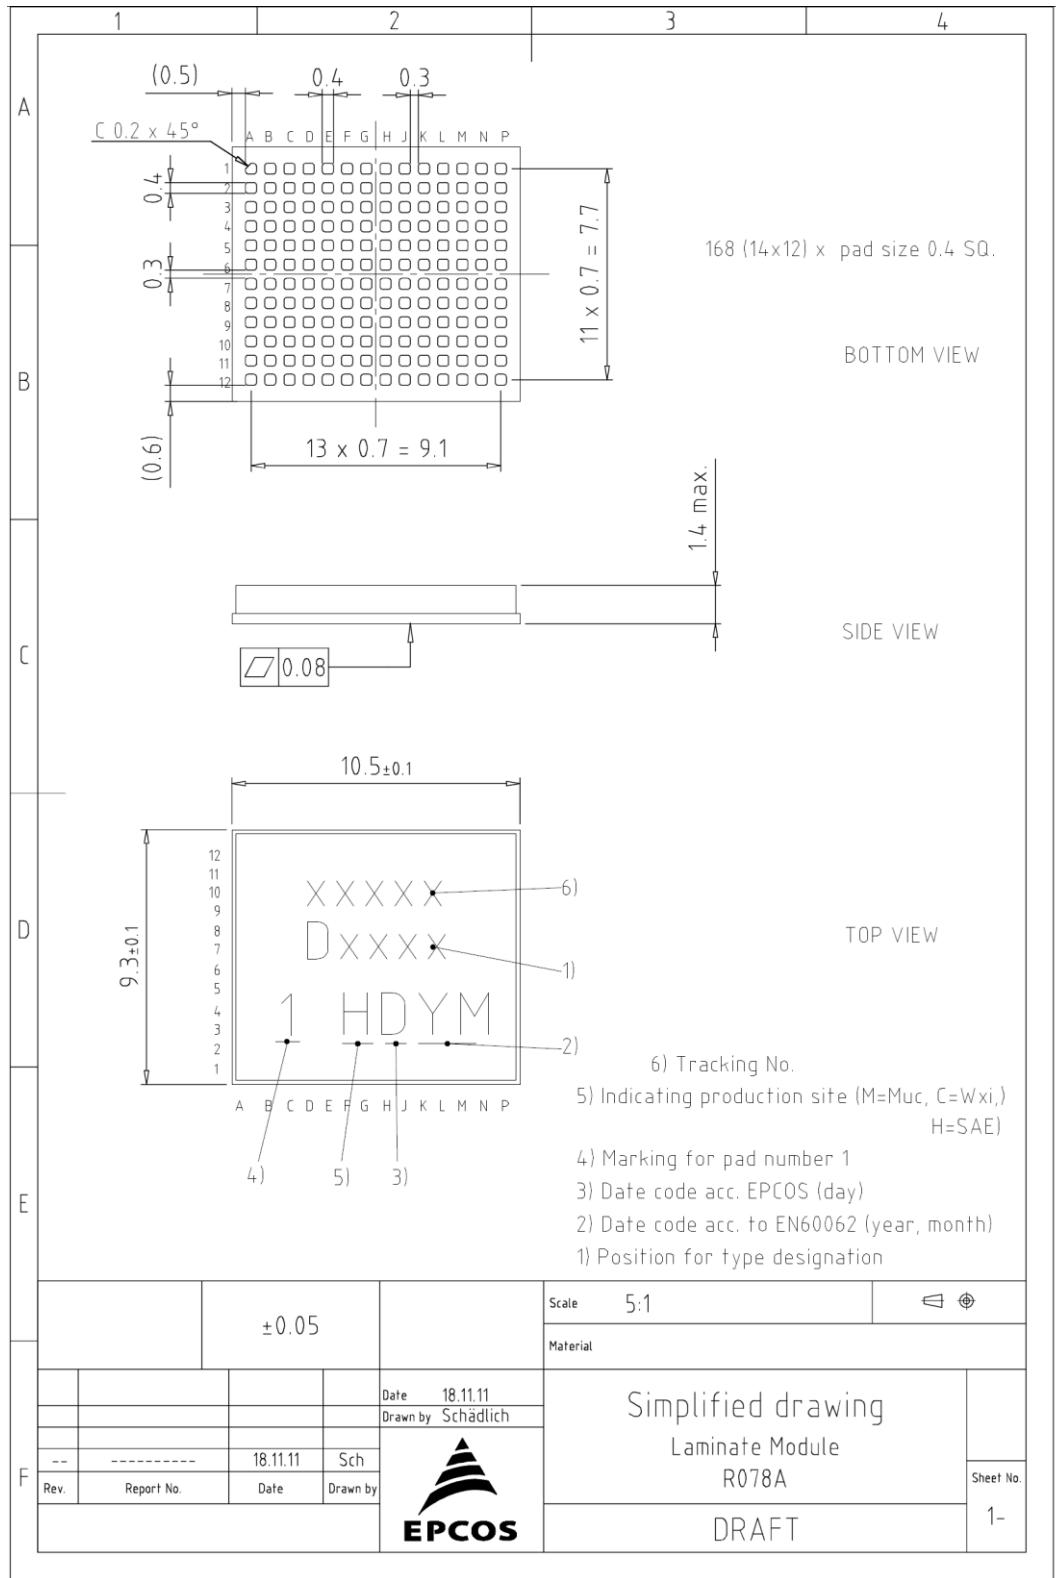 1 2 3 4
A
B
C
D
E
F
(0.5) 0.4 0.3
C 0.2 x 45°
A B C D E F G H J K L M N P
1
2
3
4
5
6
7
8
9
10
11
12
0.4
0.3
(0.6)
11 x 0.7 = 7.7
13 x 0.7 = 9.1
168 (14x12) x pad size 0.4 SQ.
BOTTOM VIEW
1.4 max.
SIDE VIEW
0.08
10.5±0.1
9.3±0.1
12
11
10
9
8
7
6
5
4
3
2
1
XXXXX
Dxxxx
1 HDYM
6)
1)
2)
A B C D E F G H J K L M N P
4) 5) 3)
TOP VIEW
6) Tracking No.
5) Indicating production site (M=Muc, C=Wxi,)
H=SAE)
4) Marking for pad number 1
3) Date code acc. EPCOS (day)
2) Date code acc. to EN60062 (year, month)
1) Position for type designation
±0.05
Scale 5:1
Material
Date 18.11.11
Drawn by Schädlich
-- ---------- 18.11.11 Sch
Rev. Report No. Date Drawn by
EPCOS
Simplified drawing
Laminate Module
R078A
DRAFT
Sheet No.
1-